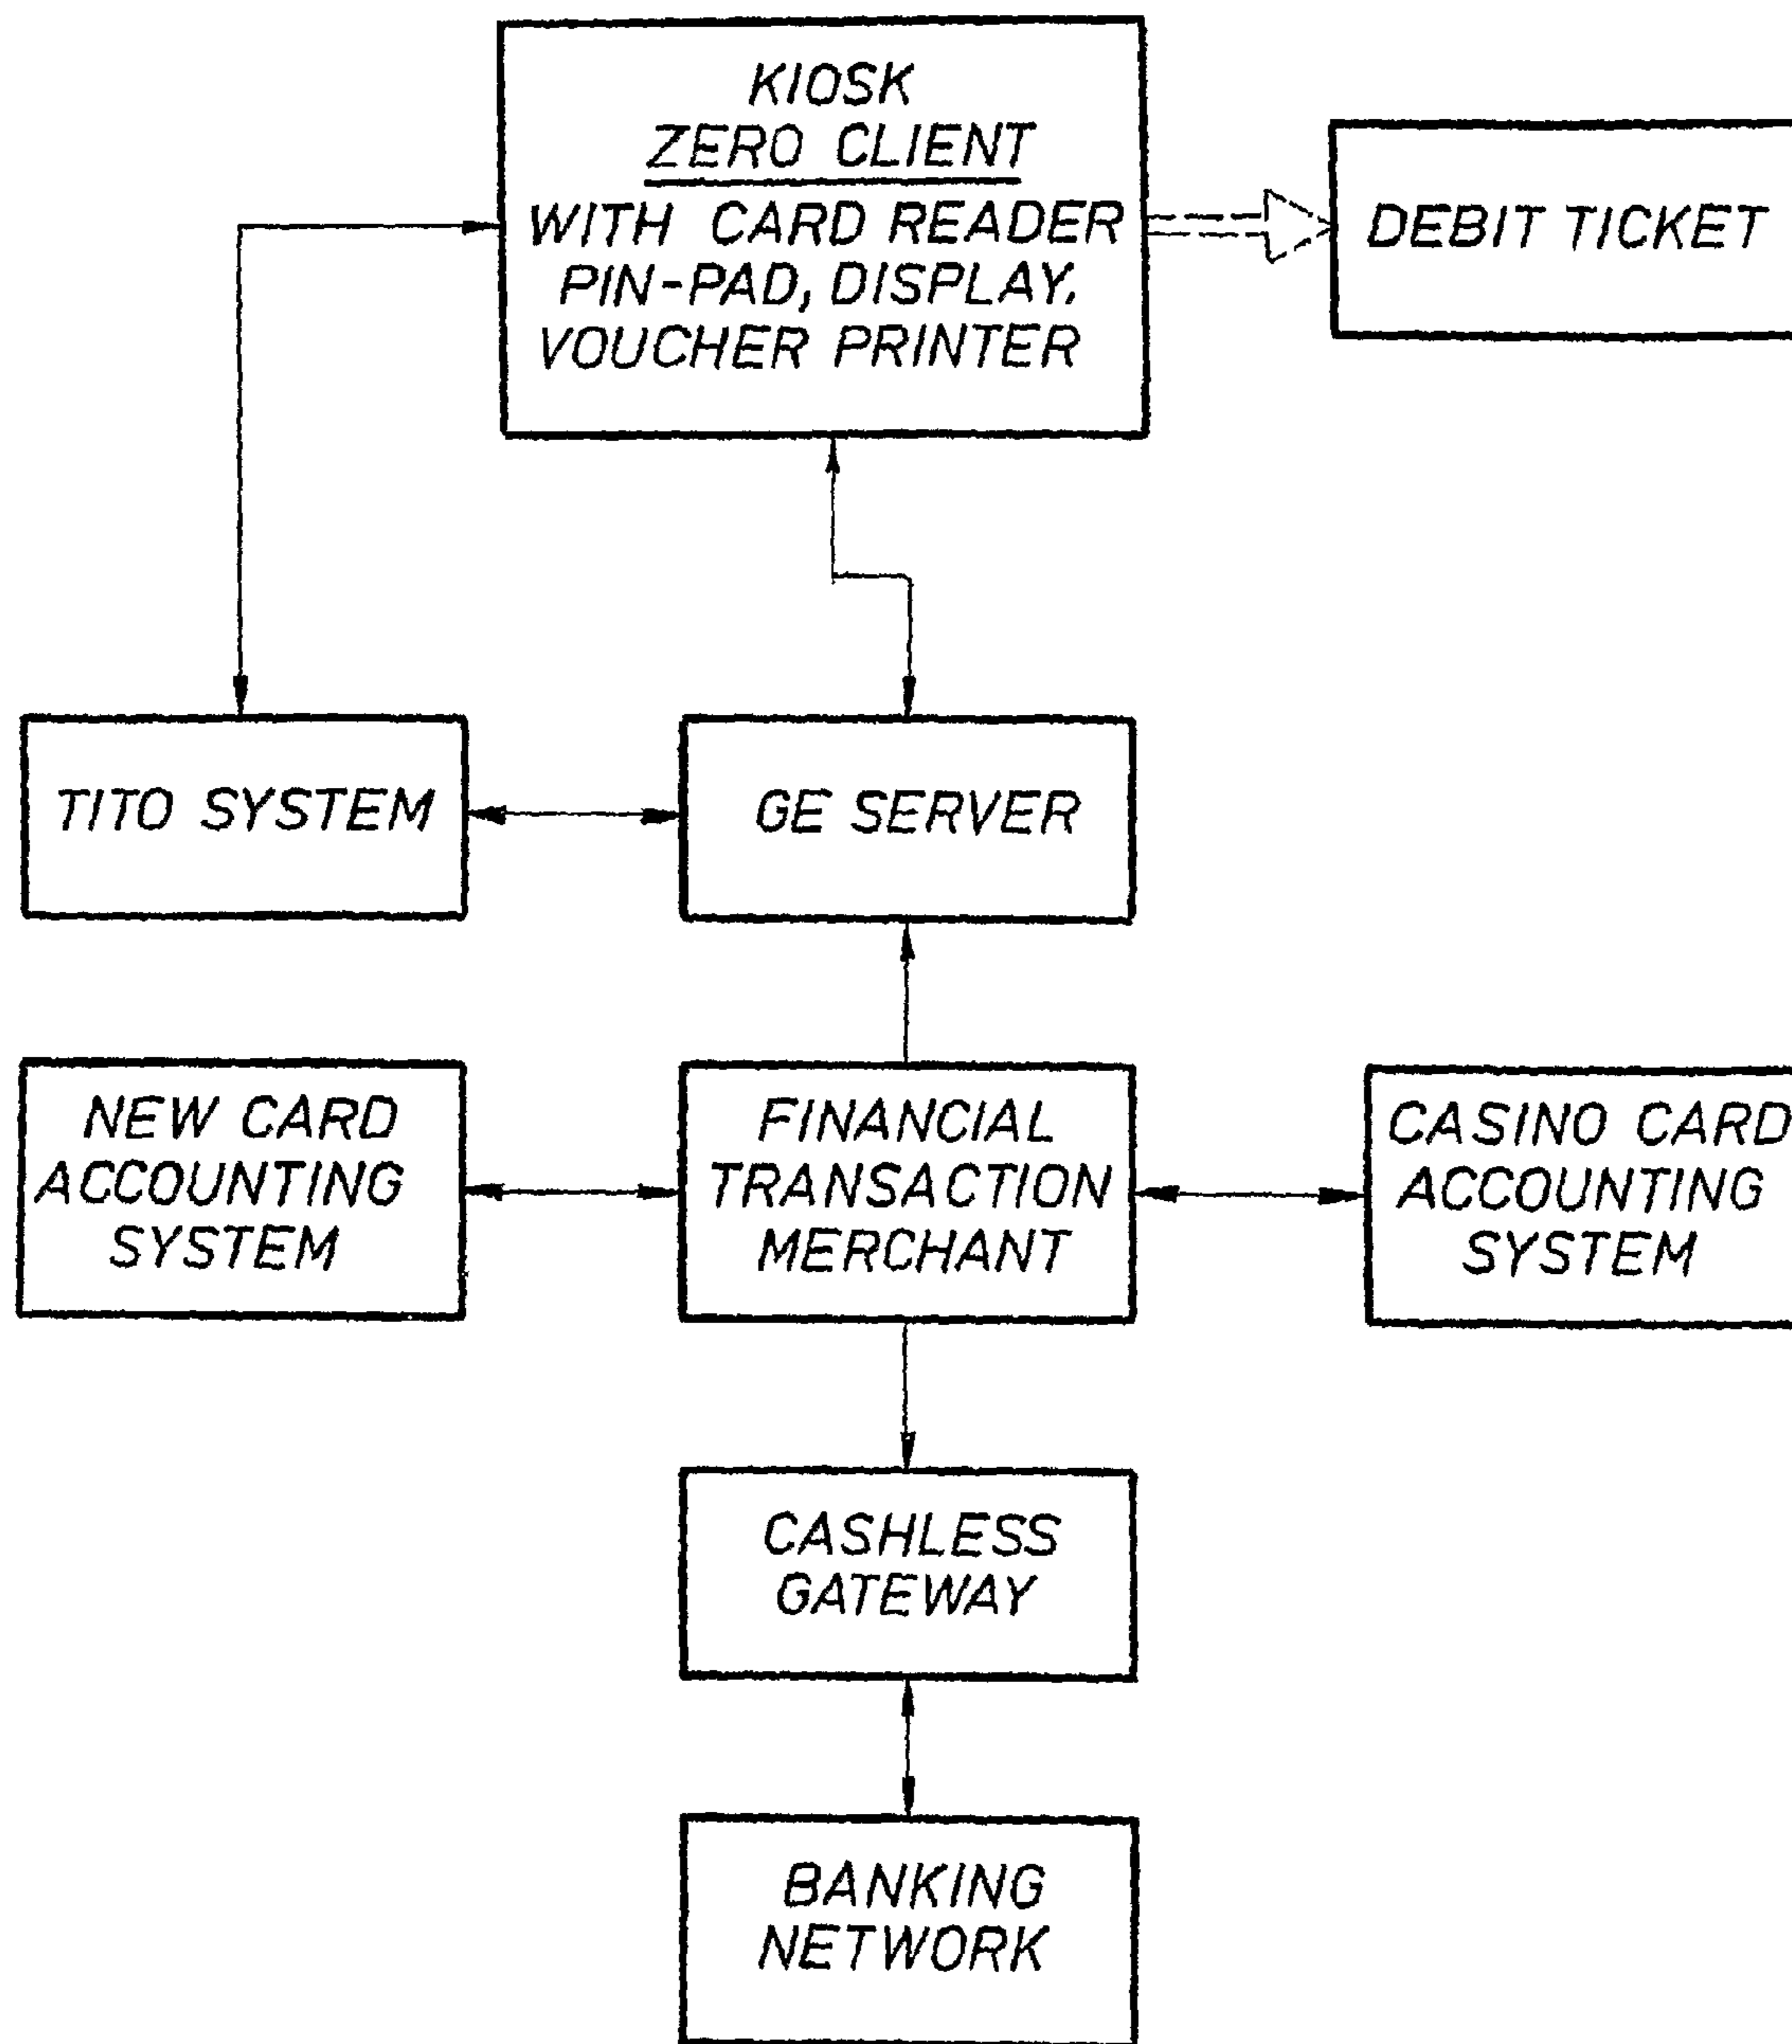 KIOSK
ZERO CLIENT
WITH CARD READER
PIN-PAD, DISPLAY.
VOUCHER PRINTER
DEBIT TICKET
TITO SYSTEM
GE SERVER
NEW CARD
ACCOUNTING
SYSTEM
FINANCIAL
TRANSACTION
MERCHANT
CASINO CARD
ACCOUNTING
SYSTEM
CASHLESS
GATEWAY
BANKING
NETWORK